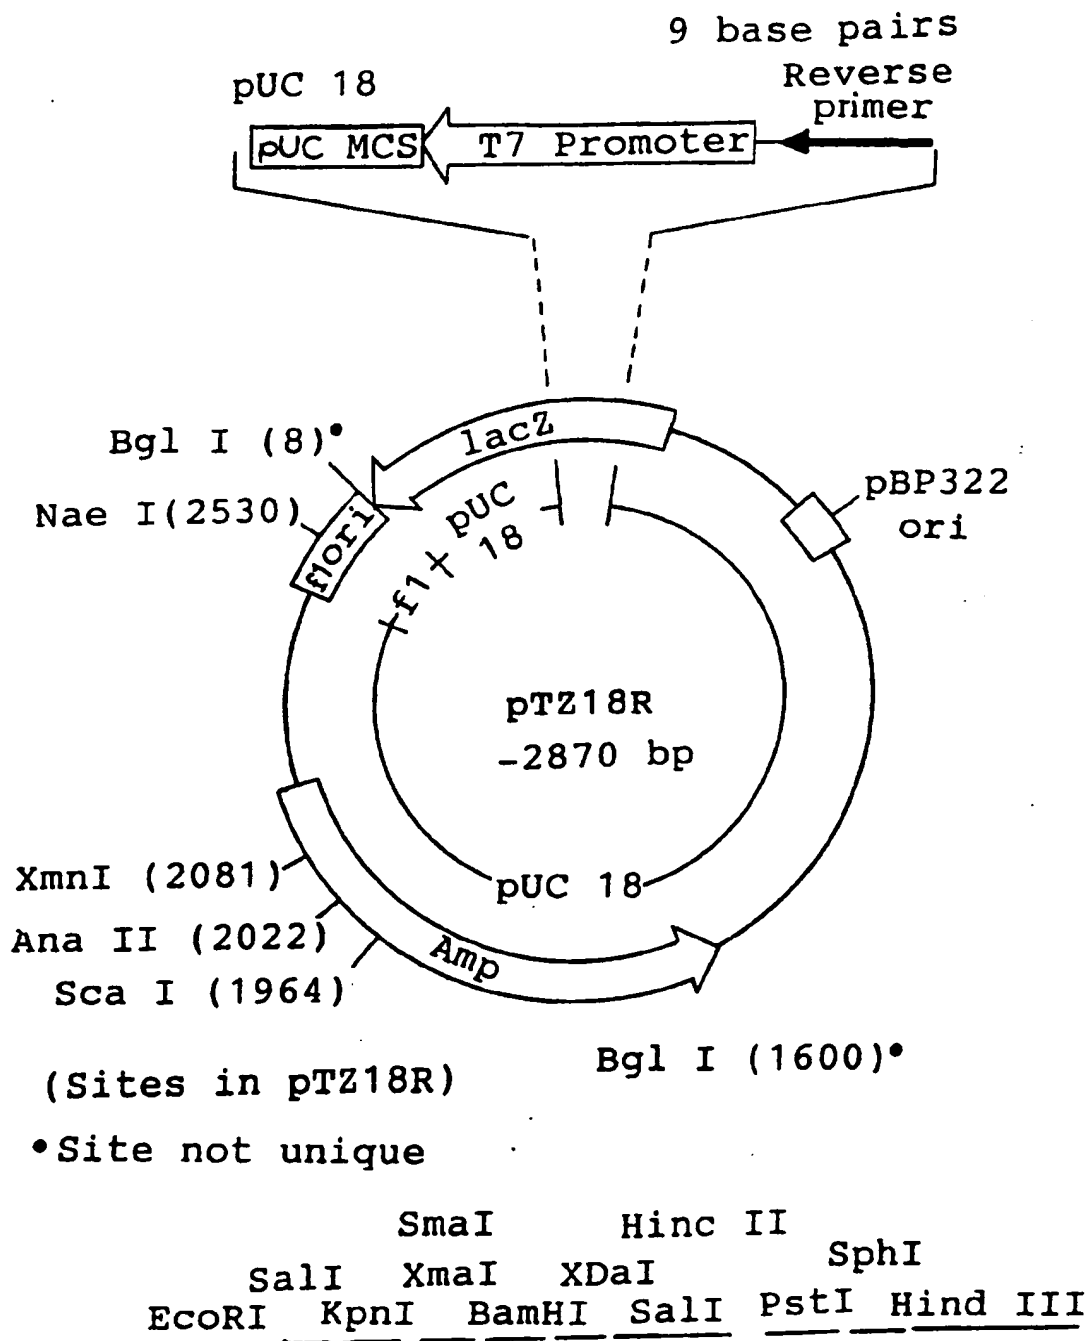 9 base pairs
Reverse
primer
pUC 18
pUC MCS
T7 Promoter
lacZ
Bgl I (8)•
Nae I(2530)
f1ori
pUC
18
f1
pBP322
ori
pTZ18R
-2870 bp
pUC 18
XmnI (2081)
Ana II (2022)
Sca I (1964)
Amp
Bgl I (1600)•
(Sites in pTZ18R)
•Site not unique
SmaI Hinc II
SphI
SalI XmaI XDaI
EcoRI KpnI BamHI SalI PstI Hind III